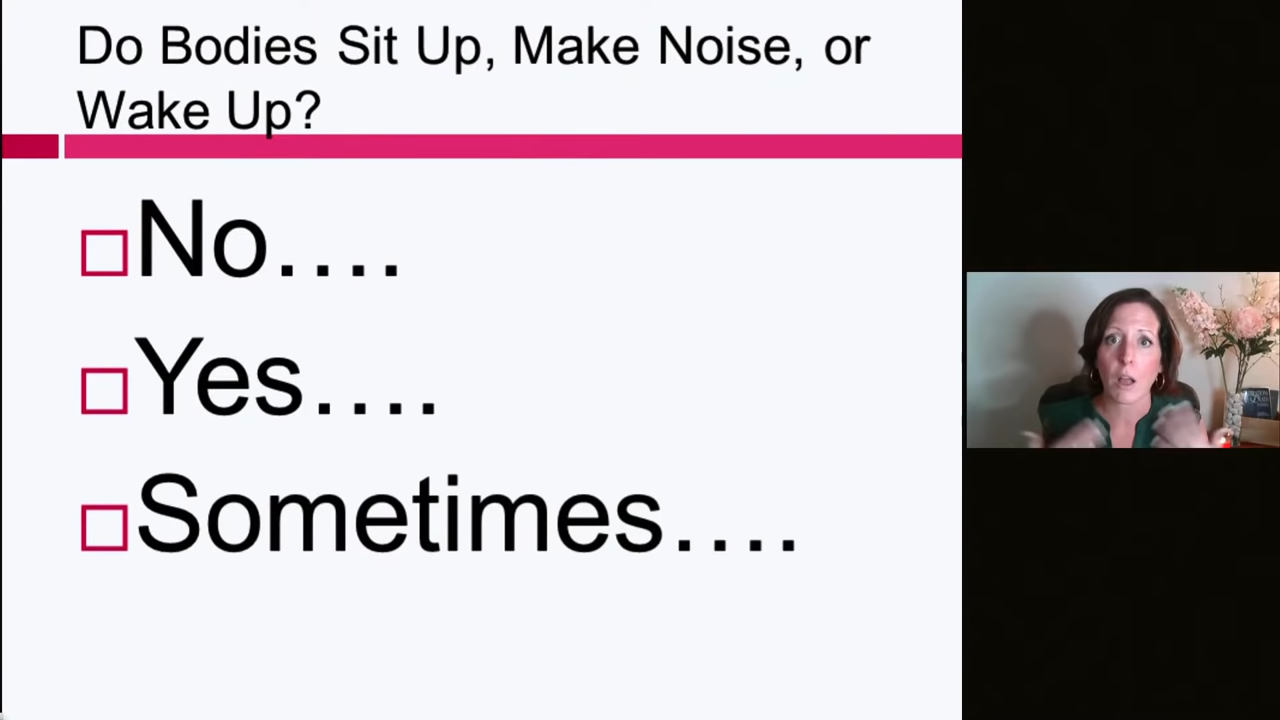 Do Bodies Sit Up, Make Noise, or
Wake Up?
No....
Yes....
Sometimes....